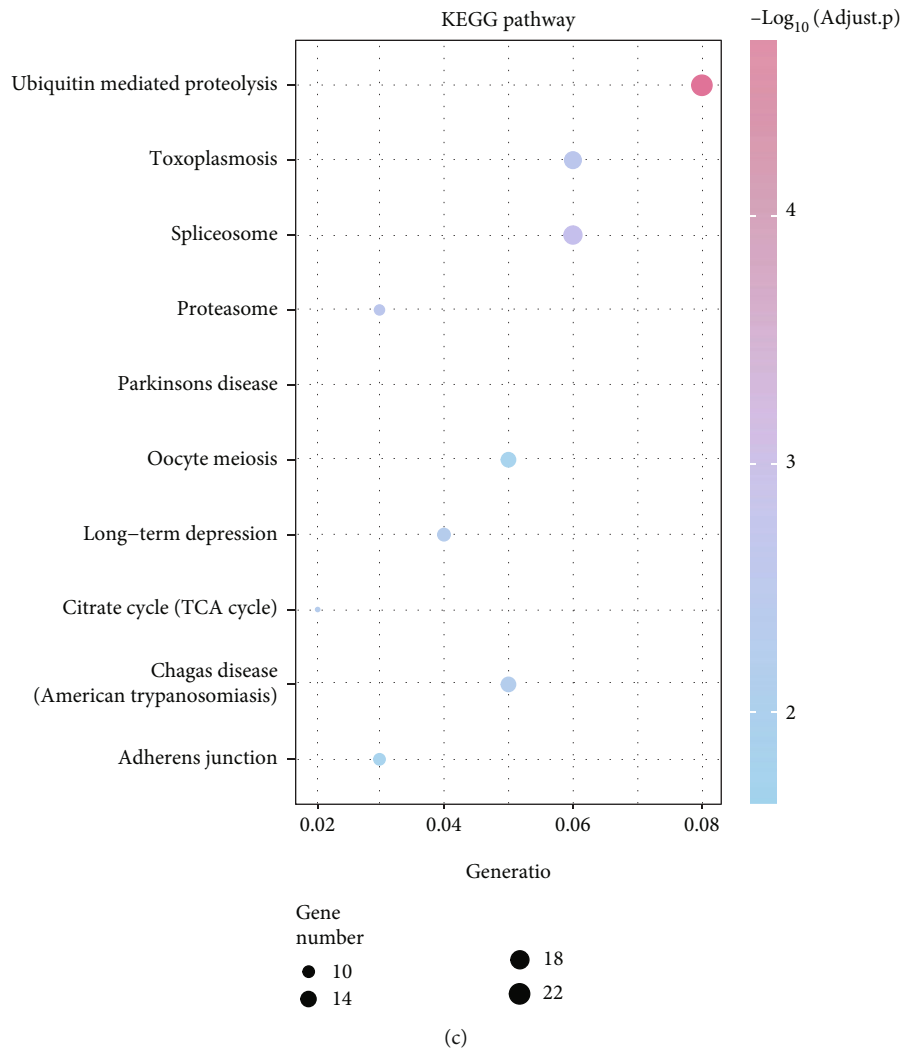 KEGG pathway
−Log10 (Adjust.p)
Ubiquitin mediated proteolysis
Toxoplasmosis
Spliceosome
Proteasome
Parkinsons disease
Oocyte meiosis
Long−term depression
Citrate cycle (TCA cycle)
Chagas disease
(American trypanosomiasis)
Adherens junction
4
3
2
0.02 0.04 0.06 0.08
Generatio
Gene
number
10
14
18
22
(c)